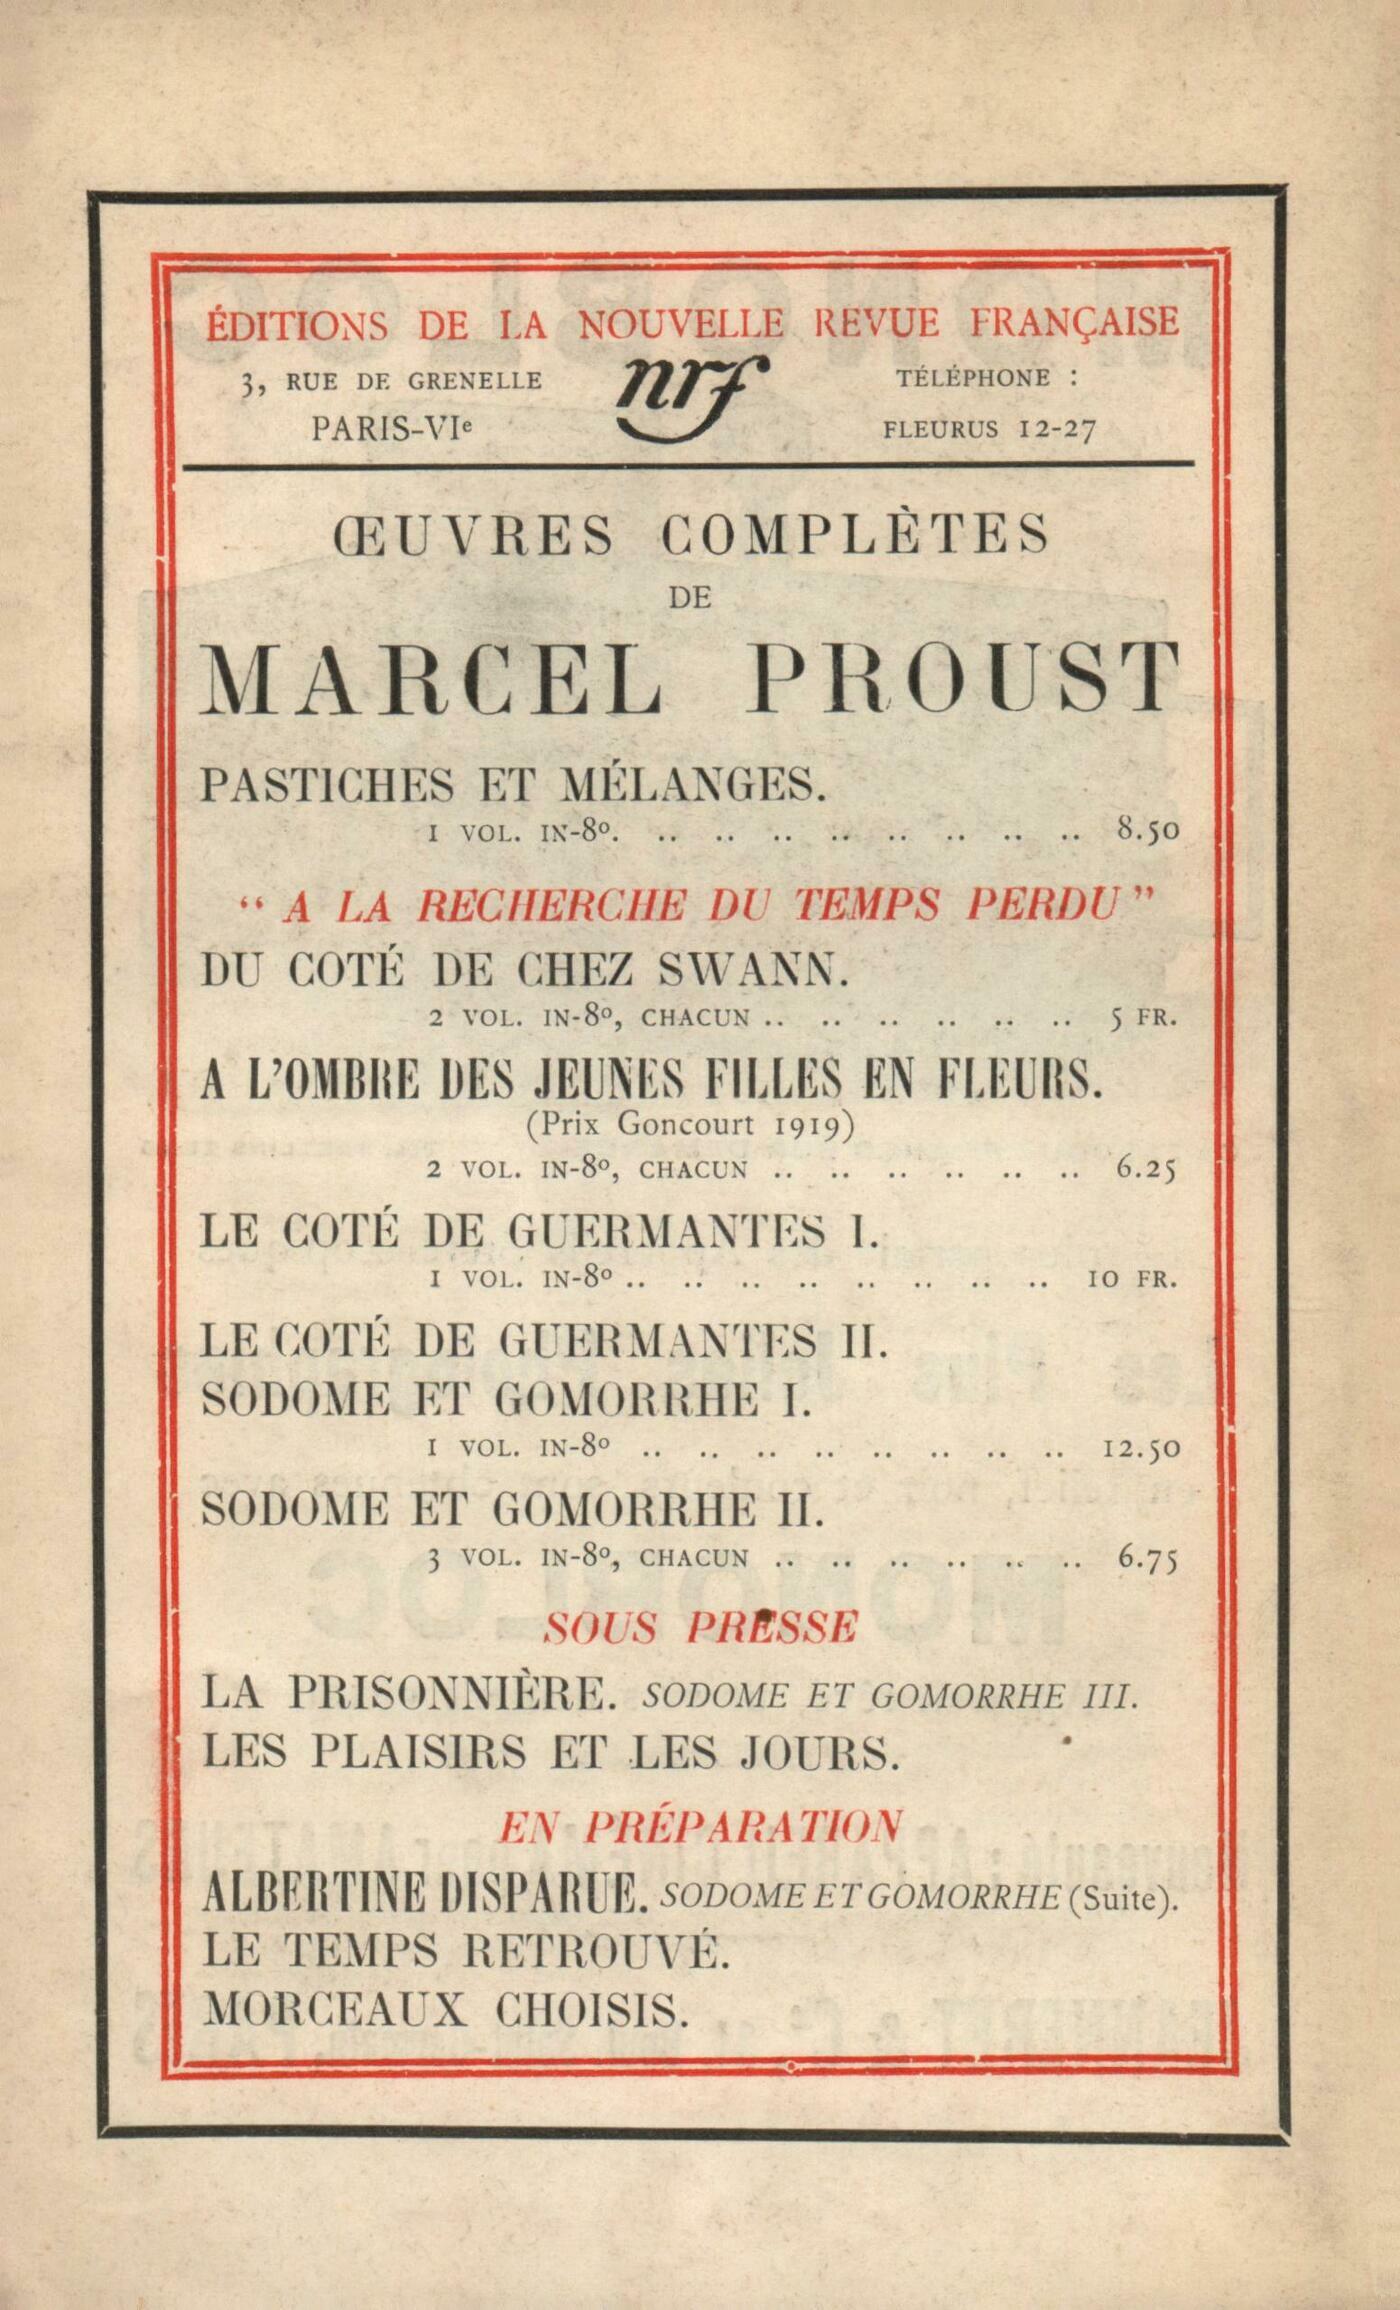 ÉDITIONS DE LA NOUVELLE REVUE FRANÇAISE
3, RUE DE GRENELLE
PARIS-VIe
nrf
TÉLÉPHONE :
FLEURUS 12-27
ŒUVRES COMPLÈTES
DE
MARCEL PROUST
PASTICHES ET MÉLANGES.
1 VOL. IN-8º. .. .. .. .. .. .. .. .. 8.50
“ A LA RECHERCHE DU TEMPS PERDU ”
DU COTÉ DE CHEZ SWANN.
2 VOL. IN-8º, CHACUN .. .. .. .. .. .. 5 FR.
A L’OMBRE DES JEUNES FILLES EN FLEURS.
(Prix Goncourt 1919)
2 VOL. IN-8º, CHACUN .. .. .. .. .. .. 6.25
LE COTÉ DE GUERMANTES I.
1 VOL. IN-8º .. .. .. .. .. .. .. .. 10 FR.
LE COTÉ DE GUERMANTES II.
SODOME ET GOMORRHE I.
1 VOL. IN-8º .. .. .. .. .. .. .. .. 12.50
SODOME ET GOMORRHE II.
3 VOL. IN-8º, CHACUN .. .. .. .. .. .. 6.75
SOUS PRESSE
LA PRISONNIÈRE. SODOME ET GOMORRHE III.
LES PLAISIRS ET LES JOURS.
EN PRÉPARATION
ALBERTINE DISPARUE. SODOME ET GOMORRHE (Suite).
LE TEMPS RETROUVÉ.
MORCEAUX CHOISIS.